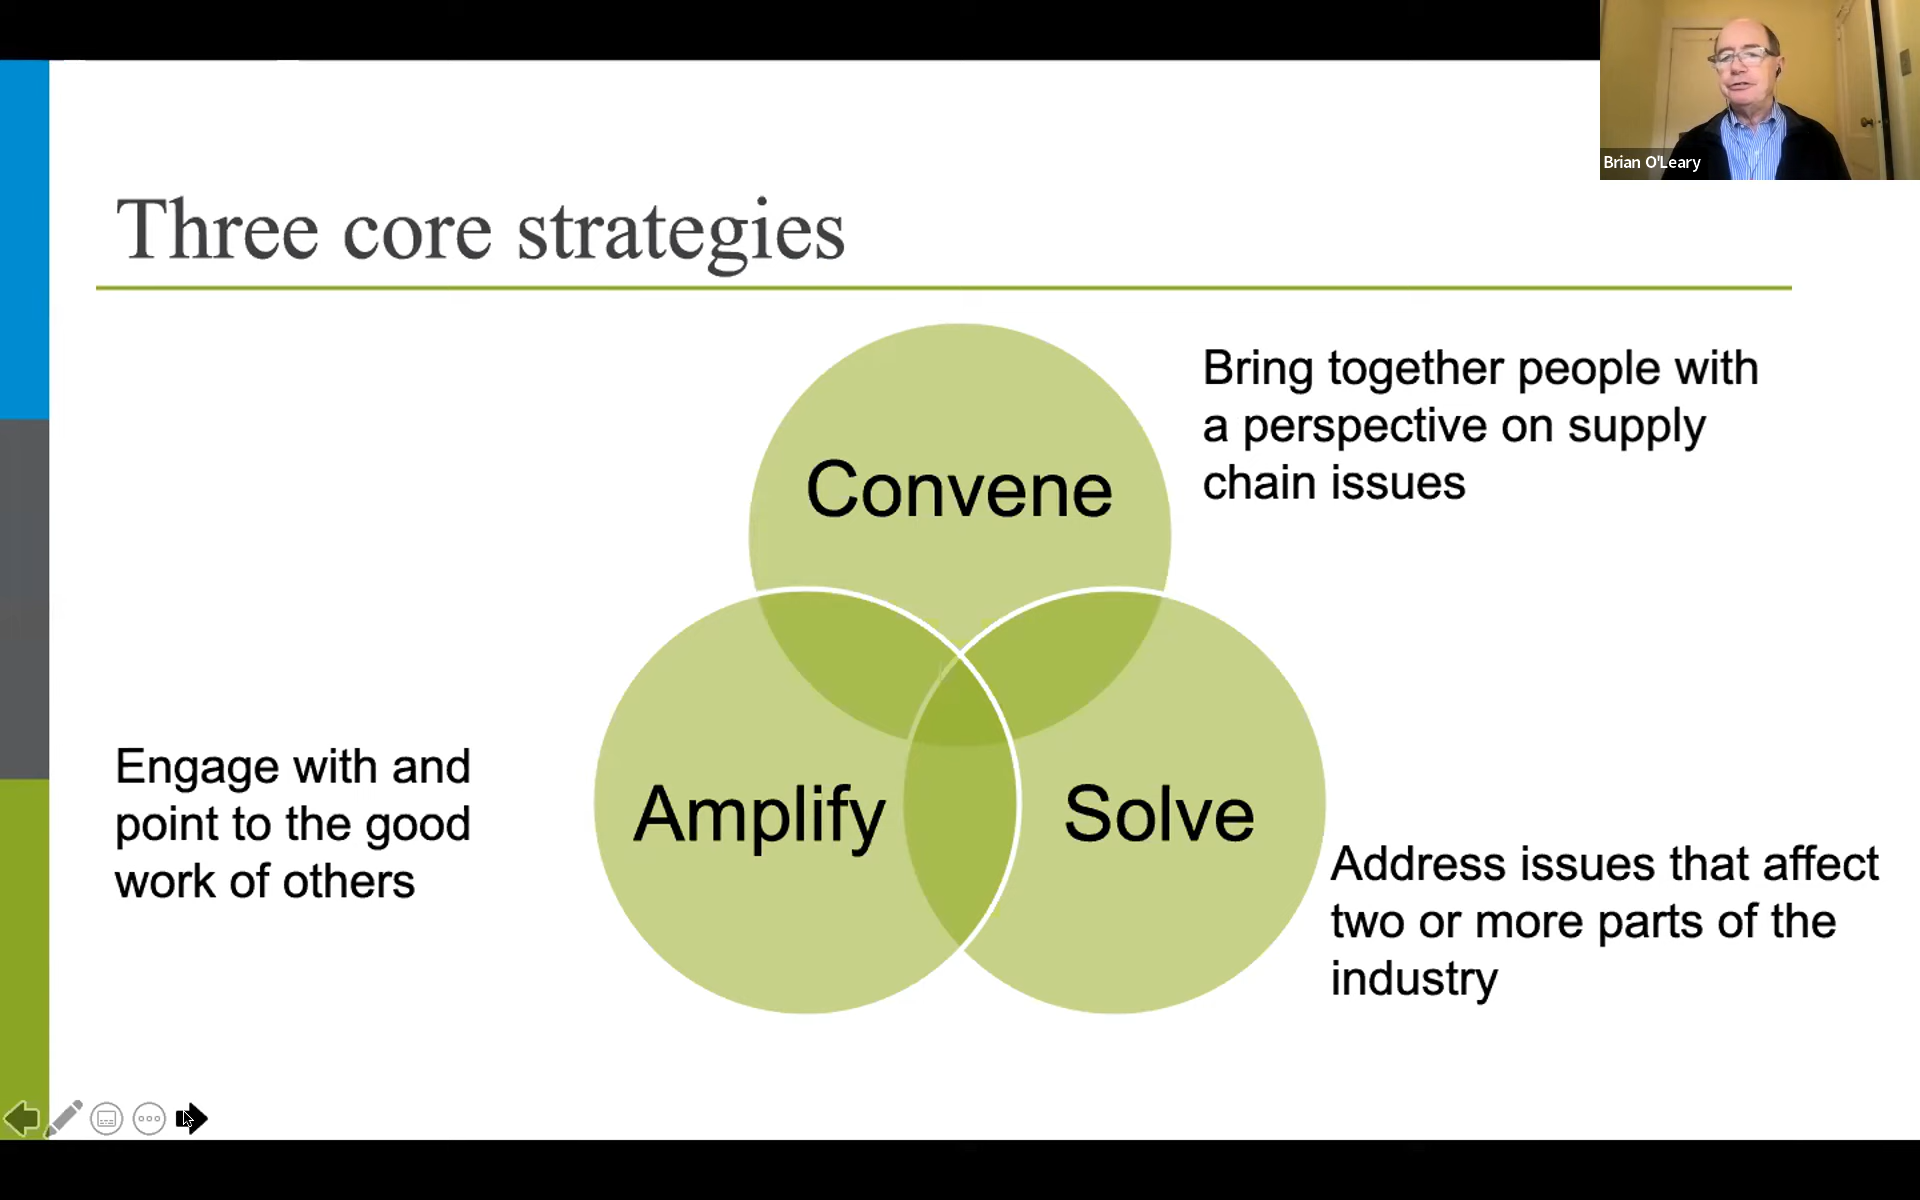 Brian O'Leary
Three core strategies
Convene
Bring together people with
a perspective on supply
chain issues
Amplify
Engage with and
point to the good
work of others
Solve
Address issues that affect
two or more parts of the
industry